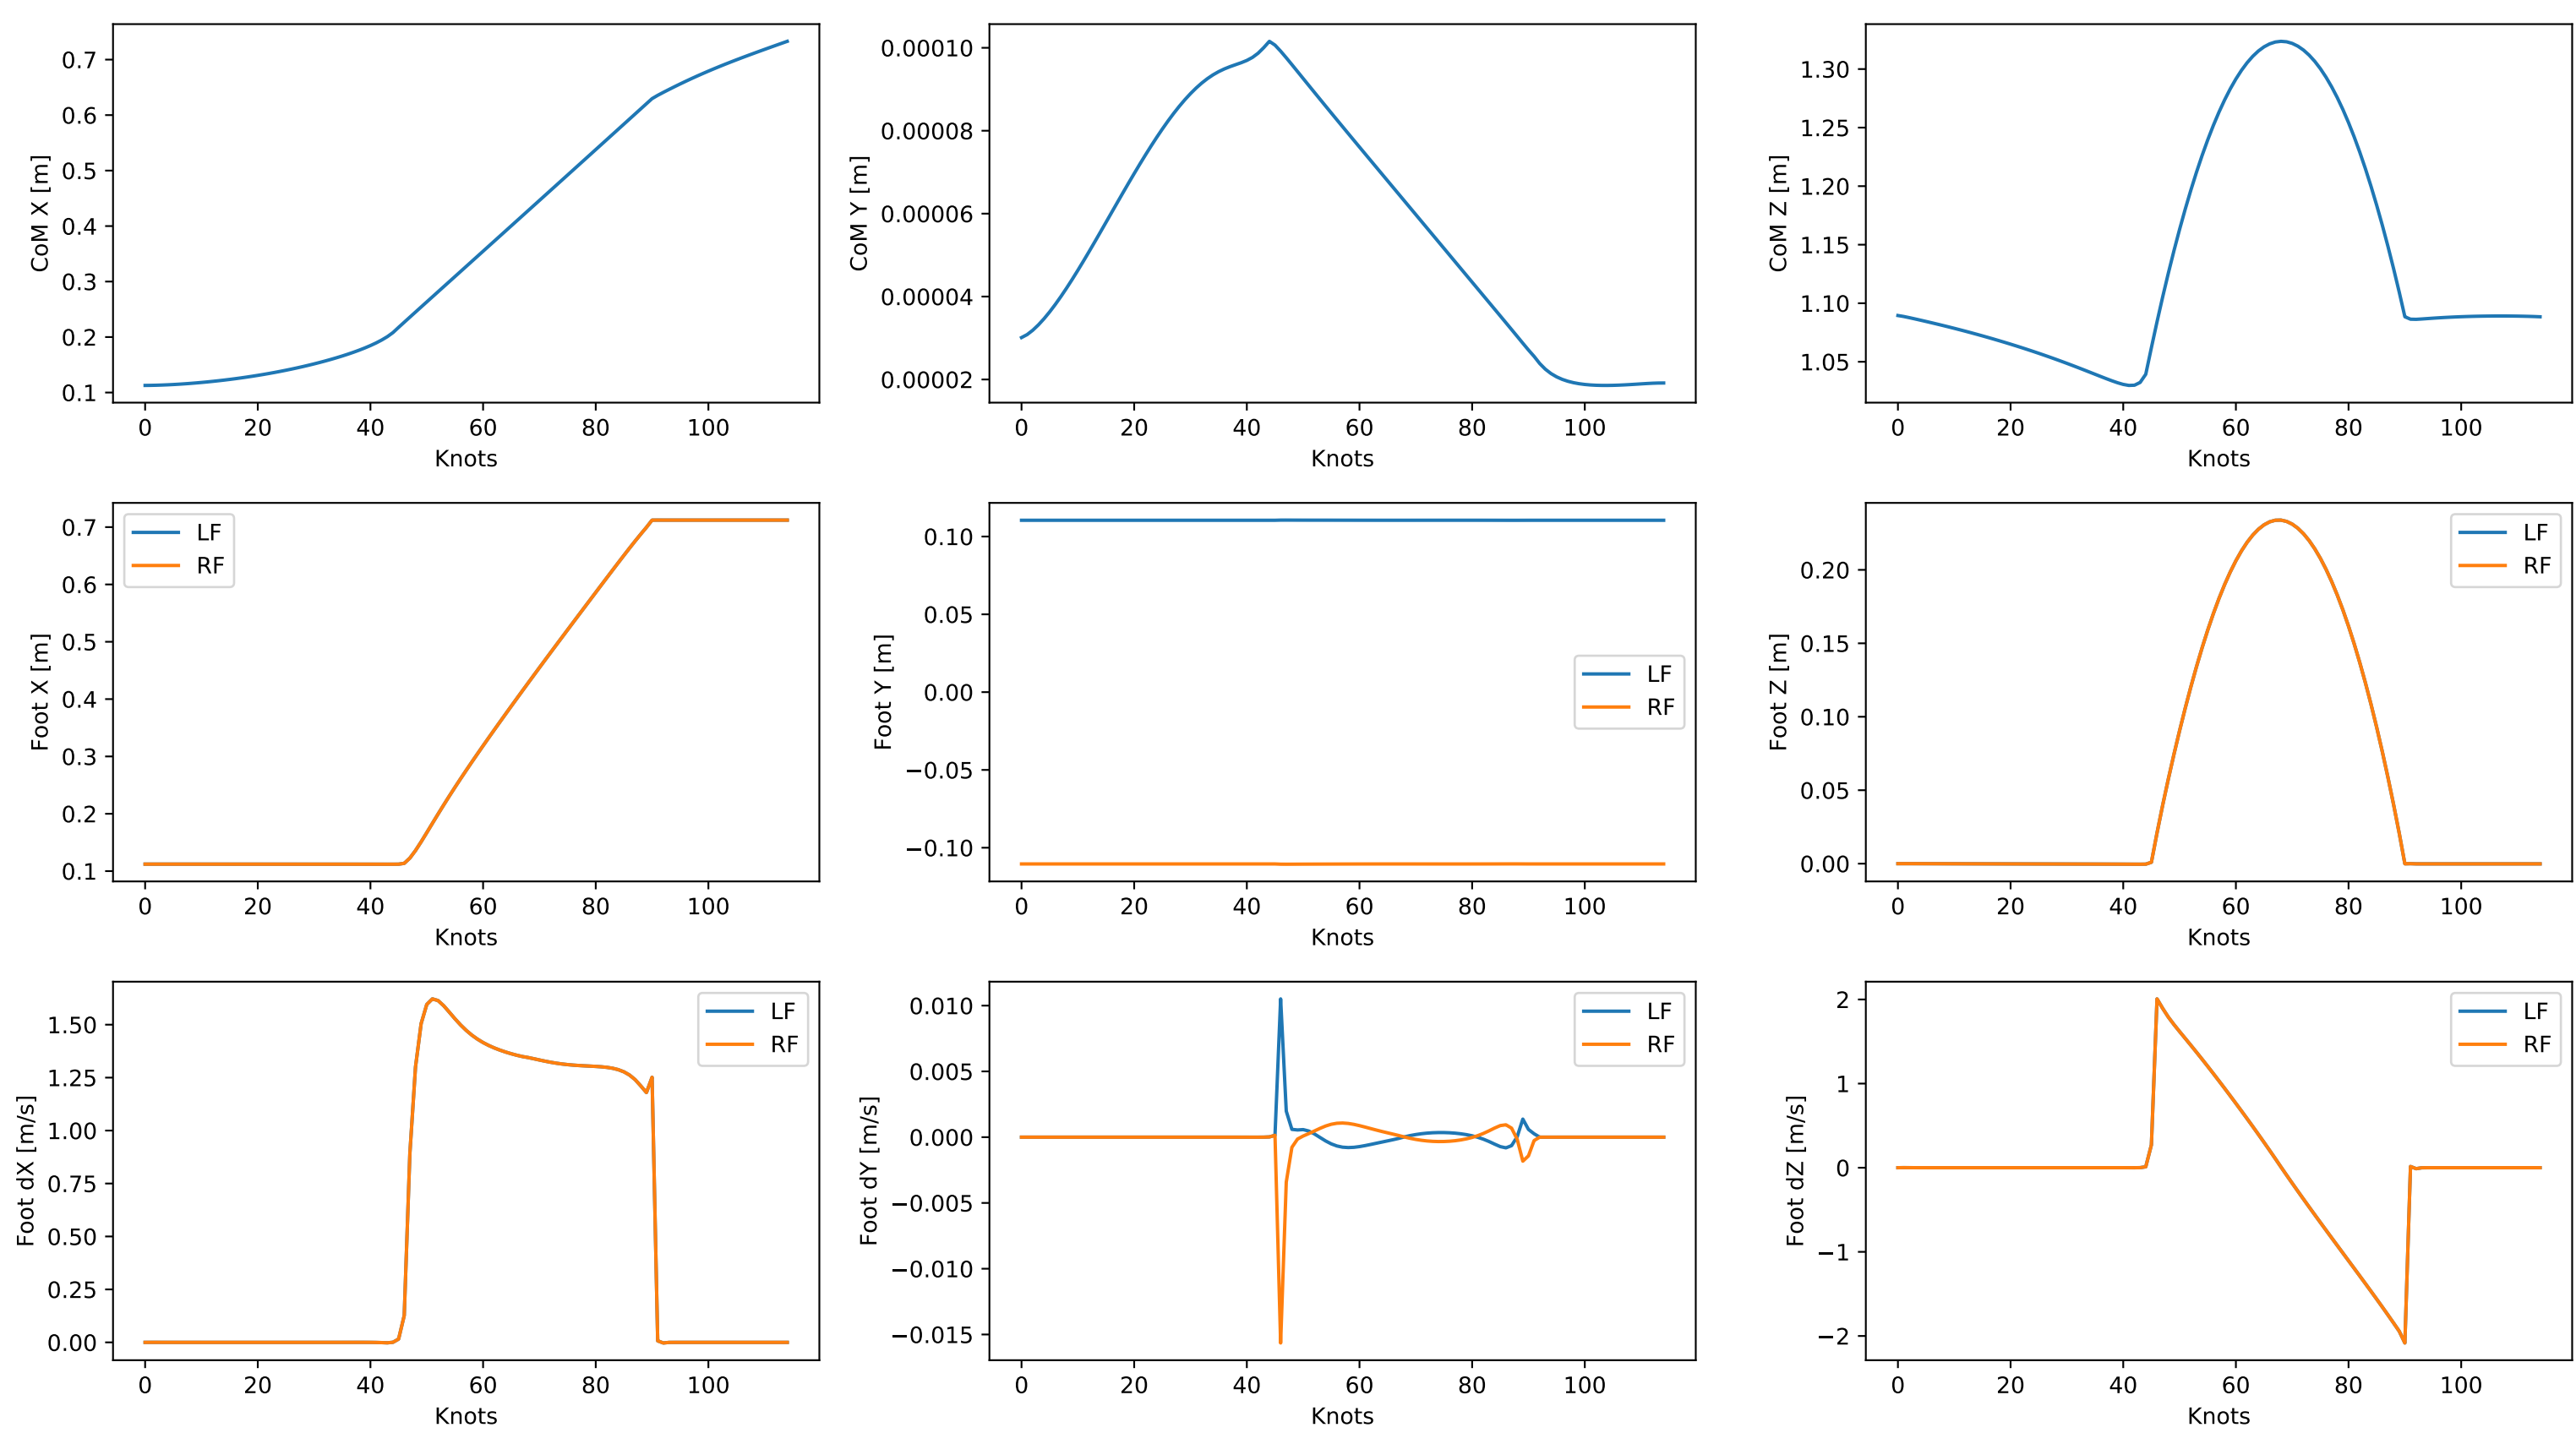 CoM X [m]
0.7
0.6
0.5
0.4
0.3
0.2
0.1
0 20 40 60 80 100
Knots
CoM Y [m]
0.00010
0.00008
0.00006
0.00004
0.00002
0 20 40 60 80 100
Knots
CoM Z [m]
1.30
1.25
1.20
1.15
1.10
1.05
0 20 40 60 80 100
Knots
Foot X [m]
0.7
0.6
0.5
0.4
0.3
0.2
0.1
LF
RF
0 20 40 60 80 100
Knots
Foot Y [m]
0.10
0.05
0.00
−0.05
−0.10
LF
RF
0 20 40 60 80 100
Knots
Foot Z [m]
0.20
0.15
0.10
0.05
0.00
LF
RF
0 20 40 60 80 100
Knots
Foot dX [m/s]
1.50
1.25
1.00
0.75
0.50
0.25
0.00
LF
RF
0 20 40 60 80 100
Knots
Foot dY [m/s]
0.010
0.005
0.000
−0.005
−0.010
−0.015
LF
RF
0 20 40 60 80 100
Knots
Foot dZ [m/s]
2
1
0
−1
−2
LF
RF
0 20 40 60 80 100
Knots